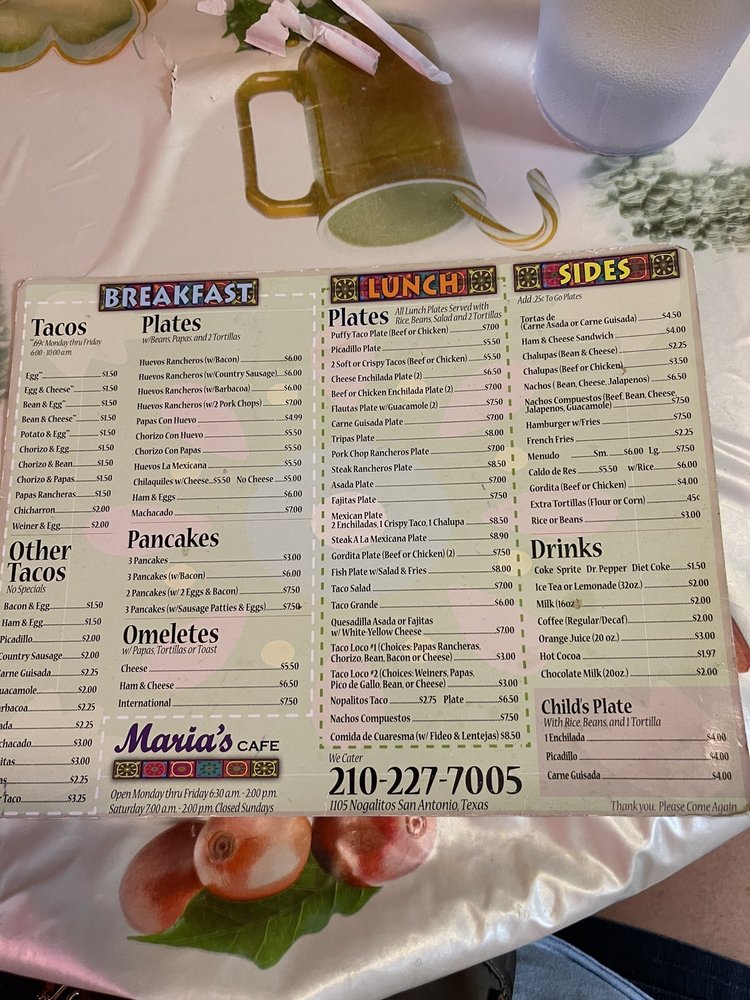 BREAKFAST
Tacos
"69¢ Monday thru Friday
6:00 - 10:00 a.m.
Egg" $1.50
Egg & Cheese" $1.50
Bean & Egg" $1.50
Bean & Cheese" $1.50
Potato & Egg" $1.50
Chorizo & Egg $1.50
Chorizo & Bean $1.50
Chorizo & Papas $1.50
Papas Rancheras $1.50
Chicharron $2.00
Weiner & Egg $2.00
Other
Tacos
No Specials
Bacon & Egg $1.50
Ham & Egg $1.50
Picadillo $2.00
Country Sausage $2.00
arne Guisada $2.25
uacamole $2.00
arbacoa $2.25
ada $2.25
chacado $3.00
itas $3.00
as $2.25
Taco $3.25
Plates
w/Beans, Papas, and 2 Tortillas
Huevos Rancheros (w/Bacon) $6.00
Huevos Rancheros (w/Country Sausage) $6.00
Huevos Rancheros (w/Barbacoa) $6.00
Huevos Rancheros (w/2 Pork Chops) $7.00
Papas Con Huevo $4.99
Chorizo Con Huevo $5.50
Chorizo Con Papas $5.50
Huevos La Mexicana $5.50
Chilaquiles w/Cheese $5.50 No Cheese $5.00
Ham & Eggs $6.00
Machacado $7.00
Pancakes
3 Pancakes $3.00
3 Pancakes (w/Bacon) $6.00
2 Pancakes (w/2 Eggs & Bacon) $7.50
3 Pancakes (w/Sausage Patties & Eggs) $7.50
Omeletes
w/ Papas, Tortillas or Toast
Cheese $5.50
Ham & Cheese $6.50
International $7.50
Maria's CAFE
Open Monday thru Friday 6:30 a.m. - 2:00 p.m.
Saturday 7:00 a.m. - 2:00 p.m. Closed Sundays
LUNCH
Plates All Lunch Plates Served with
Rice, Beans, Salad and 2 Tortillas
Puffy Taco Plate (Beef or Chicken) $7.00
Picadillo Plate $5.50
2 Soft or Crispy Tacos (Beef or Chicken) $5.50
Cheese Enchilada Plate (2) $6.50
Beef or Chicken Enchilada Plate (2) $7.00
Flautas Plate w/Guacamole (2) $7.50
Carne Guisada Plate $7.00
Tripas Plate $8.00
Pork Chop Rancheros Plate $7.00
Steak Rancheros Plate $8.50
Asada Plate $7.00
Fajitas Plate $7.50
Mexican Plate
2 Enchiladas, 1 Crispy Taco, 1 Chalupa $8.50
Steak A La Mexicana Plate $8.90
Gordita Plate (Beef or Chicken) (2) $7.50
Fish Plate w/Salad & Fries $8.00
Taco Salad $7.00
Taco Grande $6.00
Quesadilla Asada or Fajitas
w/ White-Yellow Cheese $7.00
Taco Loco #1 (Choices: Papas Rancheras,
Chorizo, Bean, Bacon or Cheese) $3.00
Taco Loco #2 (Choices: Weiners, Papas,
Pico de Gallo, Bean, or Cheese) $3.00
Nopalitos Taco $2.75 Plate $6.50
Nachos Compuestos $7.50
Comida de Cuaresma (w/ Fideo & Lentejas) $8.50
We Cater
210-227-7005
1105 Nogalitos San Antonio, Texas
SIDES
Add .25¢ To Go Plates
Tortas de
(Carne Asada or Carne Guisada) $4.50
Ham & Cheese Sandwich $4.00
Chalupas (Bean & Cheese) $2.25
Chalupas (Beef or Chicken) $3.50
Nachos ( Bean, Cheese, Jalapenos) $6.50
Nachos Compuestos (Beef, Bean, Cheese,
Jalapenos, Guacamole) $7.50
Hamburger w/Fries $7.50
French Fries $2.25
Menudo Sm. $6.00 Lg. $7.50
Caldo de Res $5.50 w/Rice $6.00
Gordita (Beef or Chicken) $4.00
Extra Tortillas (Flour or Corn) .45¢
Rice or Beans $3.00
Drinks
Coke Sprite Dr. Pepper Diet Coke $1.50
Ice Tea or Lemonade (32oz.) $2.00
Milk (16oz) $2.00
Coffee (Regular/Decaf) $2.00
Orange Juice (20 oz.) $3.00
Hot Cocoa $1.97
Chocolate Milk (20oz.) $2.00
Child's Plate
With Rice, Beans, and 1 Tortilla
1 Enchilada $4.00
Picadillo $4.00
Carne Guisada $4.00
Thank you, Please Come Again